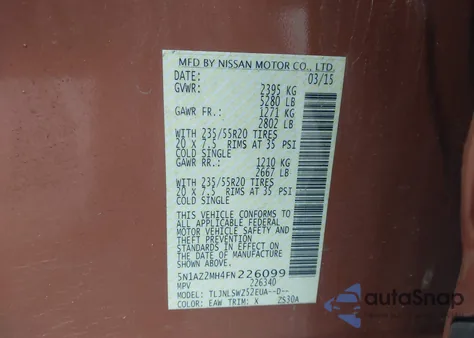 MFD BY NISSAN MOTOR CO., LTD.
DATE: 03/15
GVWR: 2395 KG
5280 LB
GAWR FR.: 1271 KG
2802 LB
WITH 235/55R20 TIRES
20 X 7.5 RIMS AT 35 PSI
COLD SINGLE
GAWR RR.: 1210 KG
2667 LB
WITH 235/55R20 TIRES
20 X 7.5 RIMS AT 35 PSI
COLD SINGLE
THIS VEHICLE CONFORMS TO
ALL APPLICABLE FEDERAL
MOTOR VEHICLE SAFETY AND
STANDARDS IN EFFECT ON
THE DATE OF MANUFACTURE
SHOWN ABOVE.
5N1AZ2MH4FN226099
MPV 226340
MODEL: TLJNLSWZ52EUA--D--
COLOR: EAW TRIM: X ZS30A
autoSnap